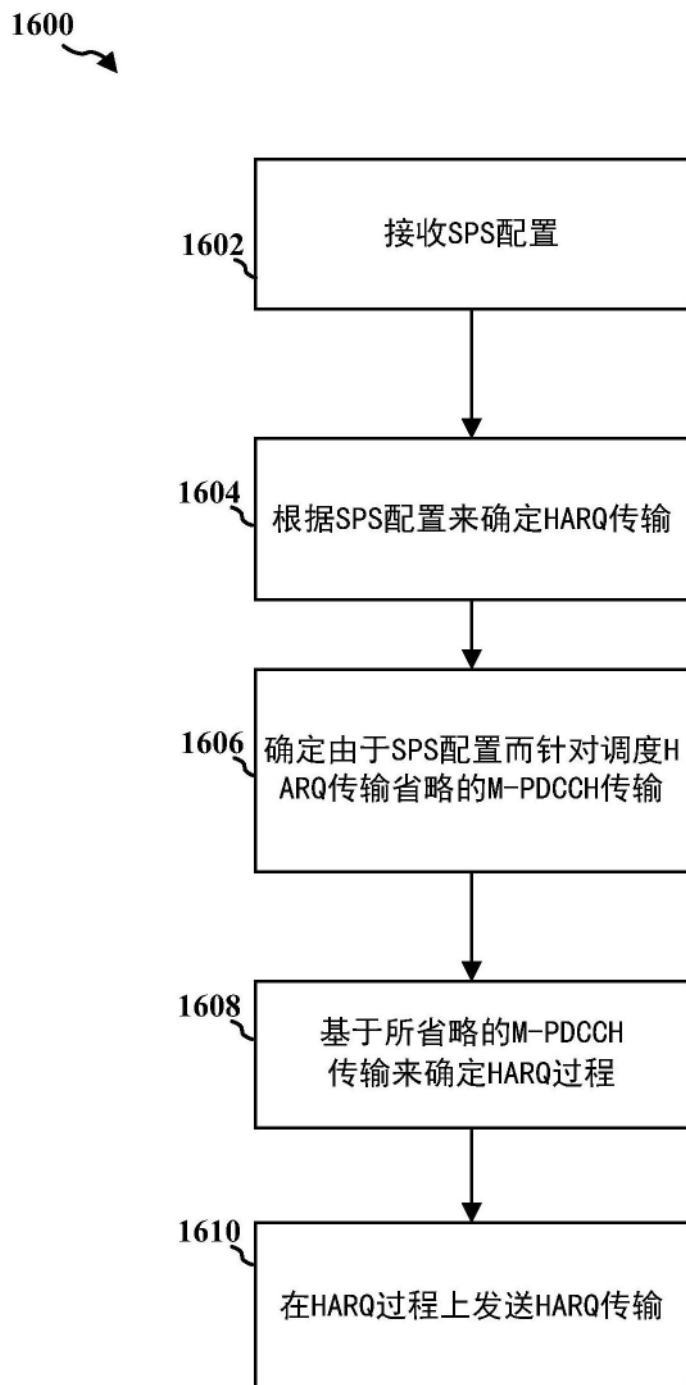 1600
1602
接收SPS配置
1604
根据SPS配置来确定HARQ传输
1606
确定由于SPS配置而针对调度H
ARQ传输省略的M-PDCCH传输
1608
基于所省略的M-PDCCH
传输来确定HARQ过程
1610
在HARQ过程上发送HARQ传输